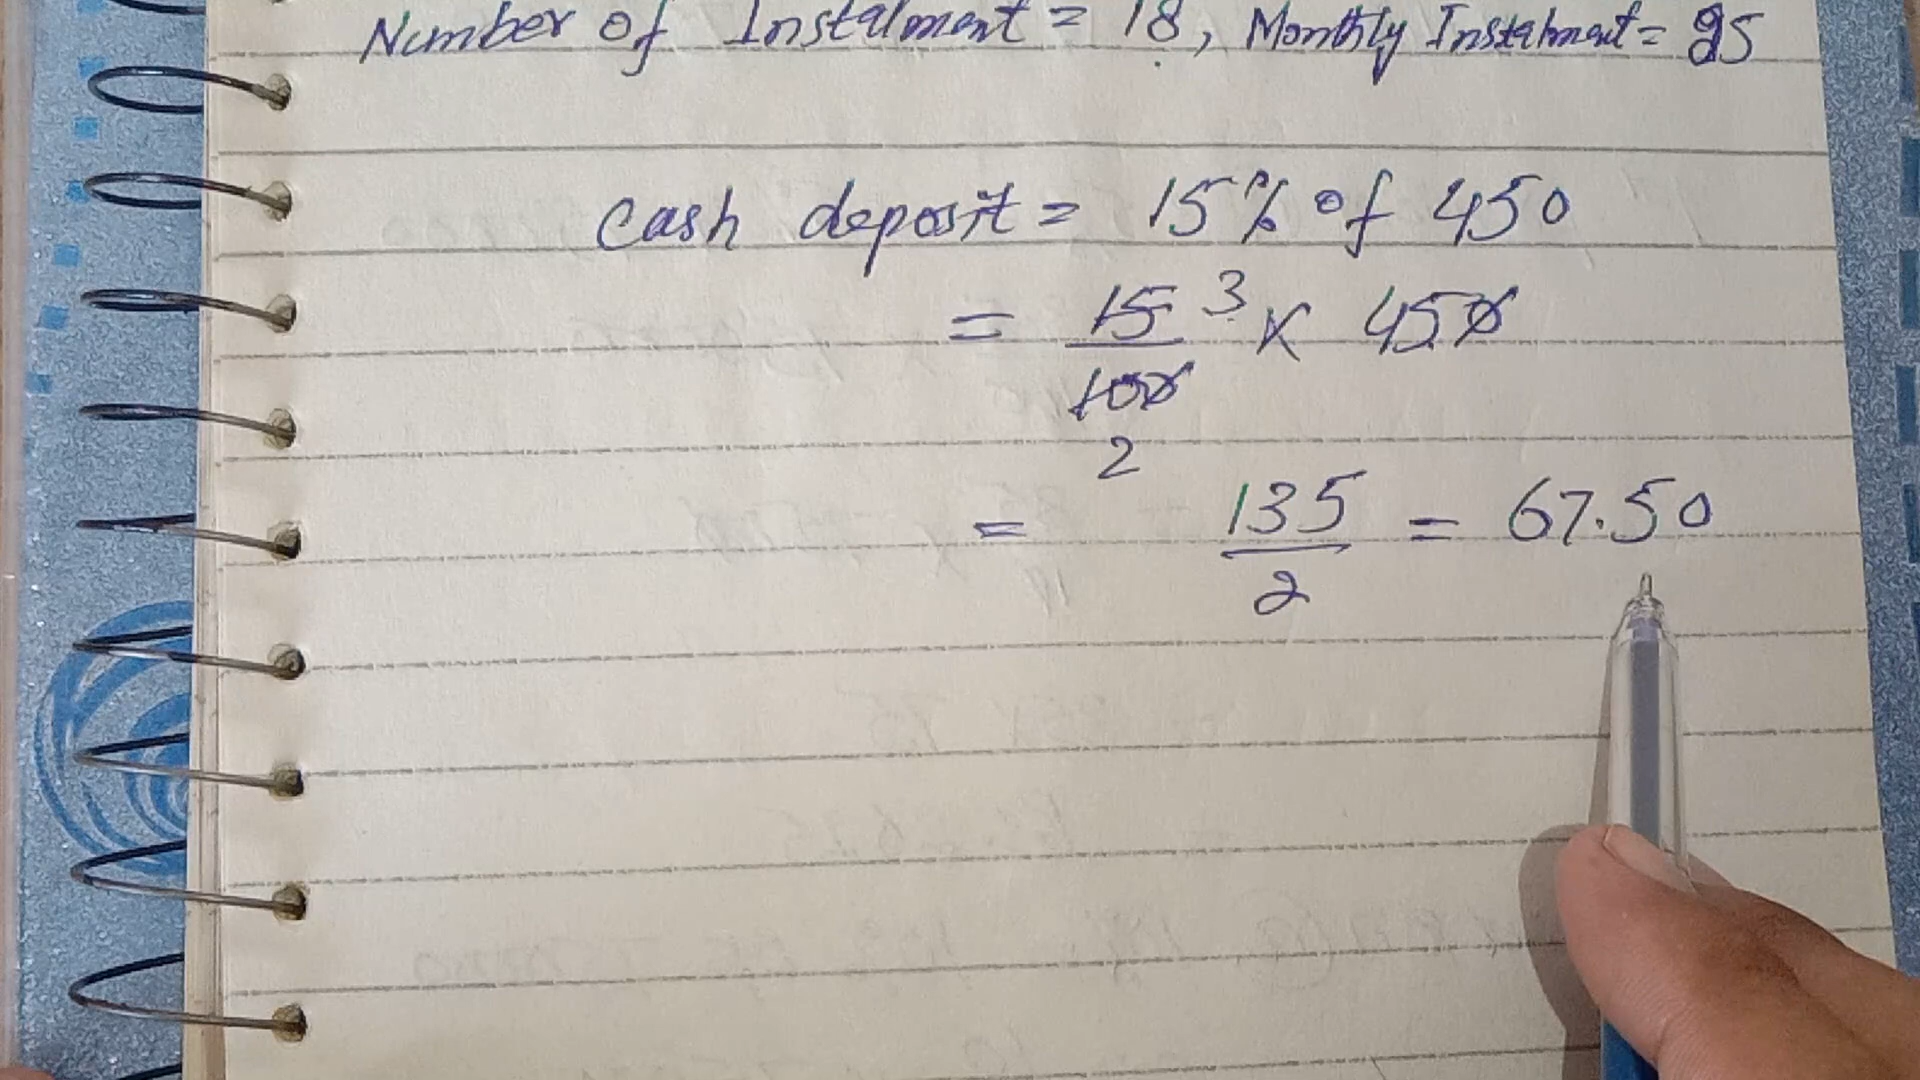 Number of Instalment = 18, Monthly Instalment = 25
Cash deposit = 15% of 450
= 15/100 3 2 × 450
= 135/2 = 67.50